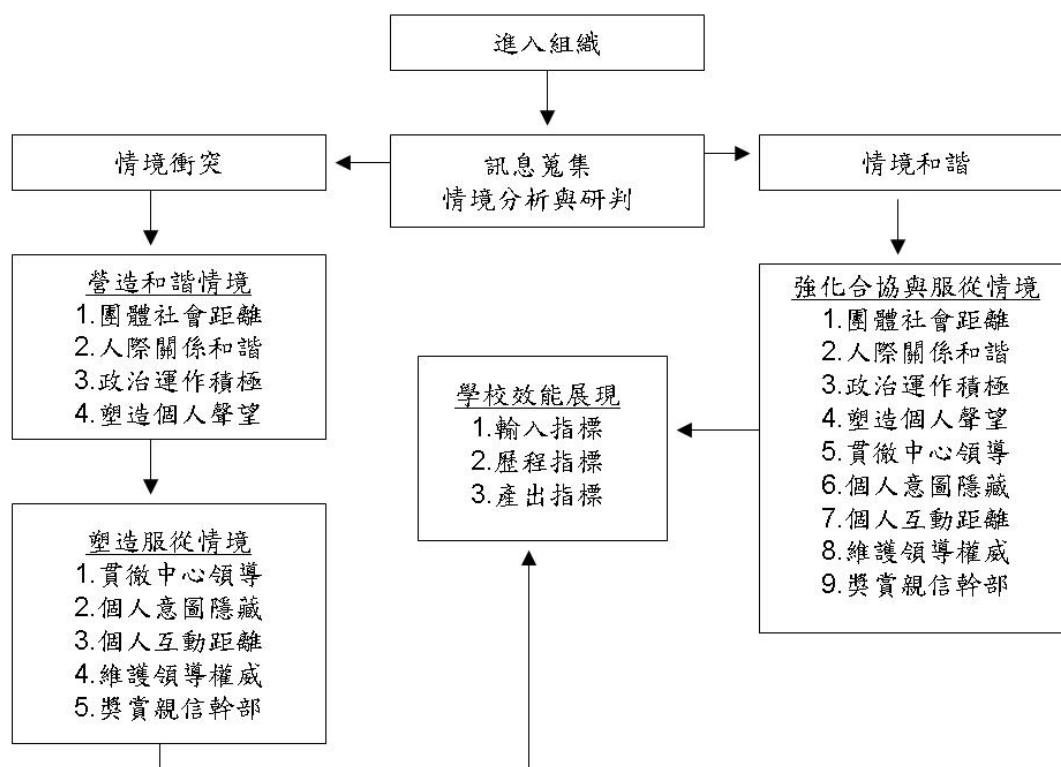 進入組織
訊息蒐集
情境分析與研判
情境衝突
營造和諧情境
1.團體社會距離
2.人際關係和諧
3.政治運作積極
4.塑造個人聲望
塑造服從情境
1.貫徹中心領導
2.個人意圖隱藏
3.個人互動距離
4.維護領導權威
5.獎賞親信幹部
情境和諧
強化合協與服從情境
1.團體社會距離
2.人際關係和諧
3.政治運作積極
4.塑造個人聲望
5.貫徹中心領導
6.個人意圖隱藏
7.個人互動距離
8.維護領導權威
9.獎賞親信幹部
學校效能展現
1.輸入指標
2.歷程指標
3.產出指標